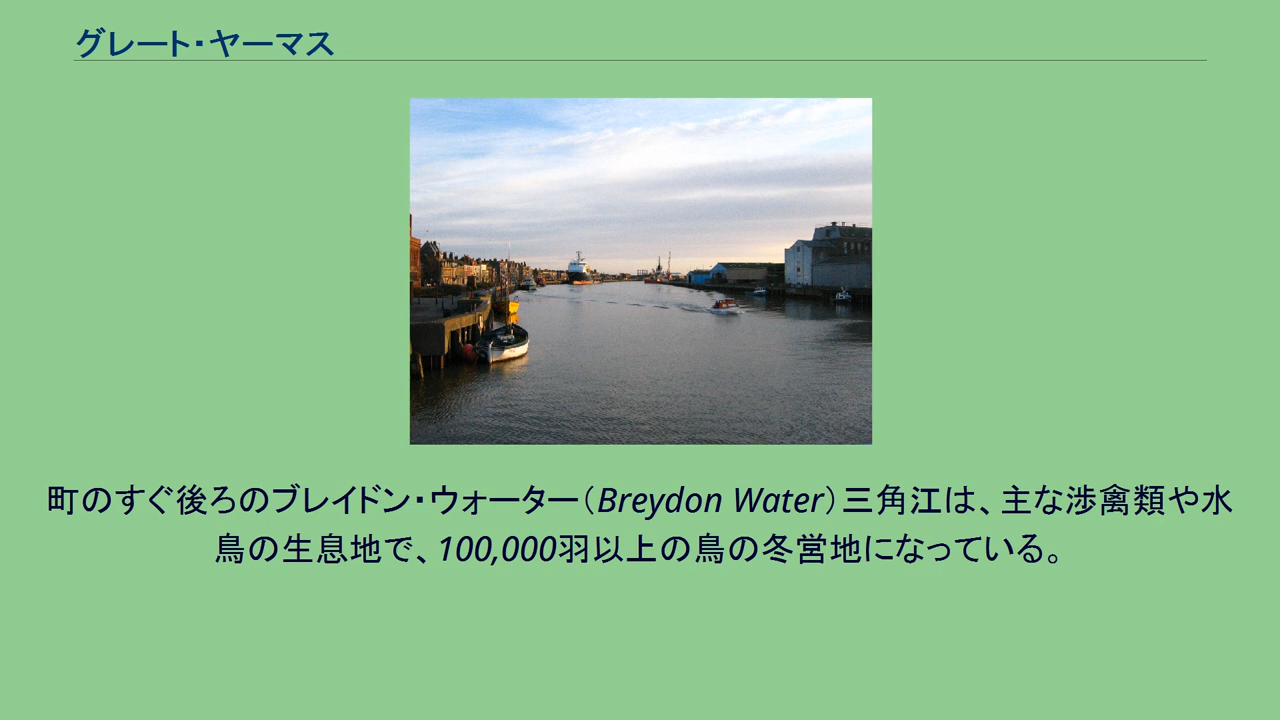 グレート・ヤーマス
町のすぐ後ろのブレイドン・ウォーター（Breydon Water）三角江は、主な渉禽類や水
鳥の生息地で、100,000羽以上の鳥の冬営地になっている。